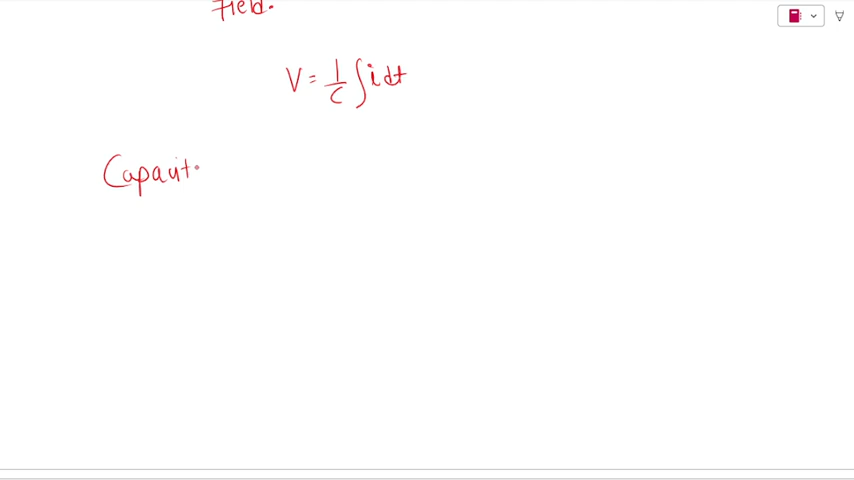 Field.
V = 1/C ∫ i dt
Capacit